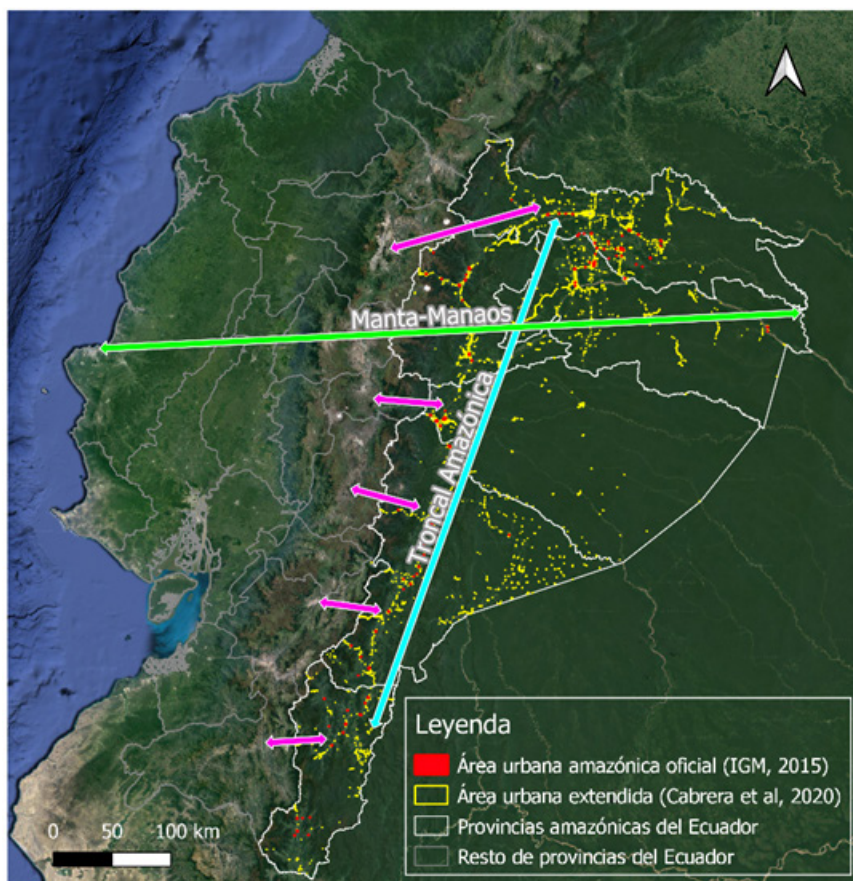 Manta-Manaos
Troncal Amazónica
Leyenda
Área urbana amazónica oficial (IGM, 2015)
Área urbana extendida (Cabrera et al, 2020)
Provincias amazónicas del Ecuador
Resto de provincias del Ecuador
0 50 100 km